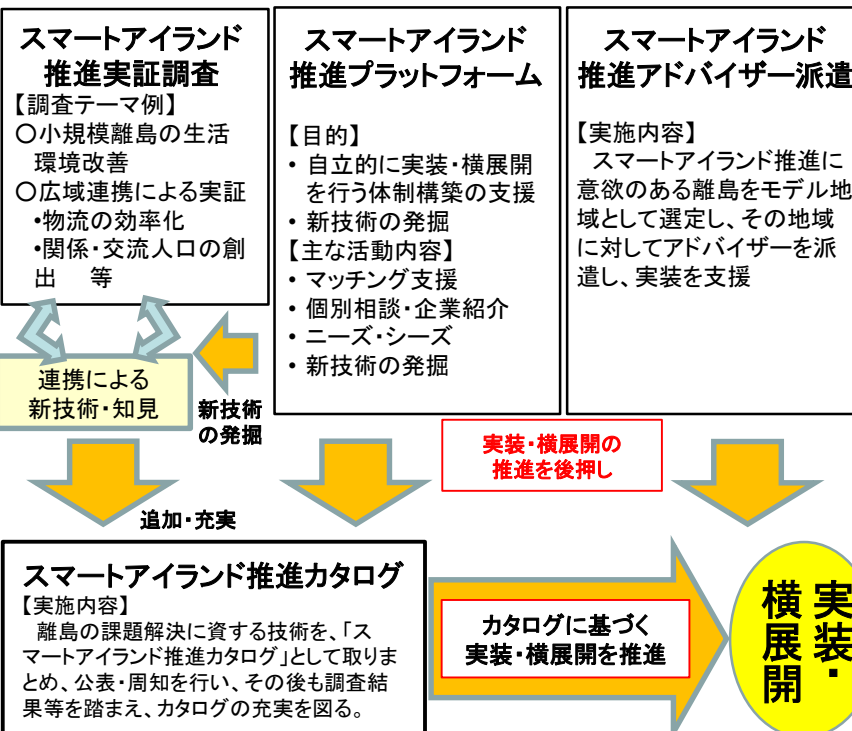 スマートアイランド
推進実証調査
【調査テーマ例】
〇小規模離島の生活
環境改善
〇広域連携による実証
・物流の効率化
・関係・交流人口の創
出　等
スマートアイランド
推進プラットフォーム
【目的】
・ 自立的に実装・横展開
を行う体制構築の支援
・ 新技術の発掘
【主な活動内容】
・ マッチング支援
・ 個別相談・企業紹介
・ ニーズ・シーズ
・ 新技術の発掘
スマートアイランド
推進アドバイザー派遣
【実施内容】
スマートアイランド推進に
意欲のある離島をモデル地
域として選定し、その地域
に対してアドバイザーを派
遣し、実装を支援
連携による
新技術・知見
新技術
の発掘
実装・横展開の
推進を後押し
追加・充実
スマートアイランド推進カタログ
【実施内容】
離島の課題解決に資する技術を、「ス
マートアイランド推進カタログ」として取りま
とめ、公表・周知を行い、その後も調査結
果等を踏まえ、カタログの充実を図る。
カタログに基づく
実装・横展開を推進
実装・
横展開